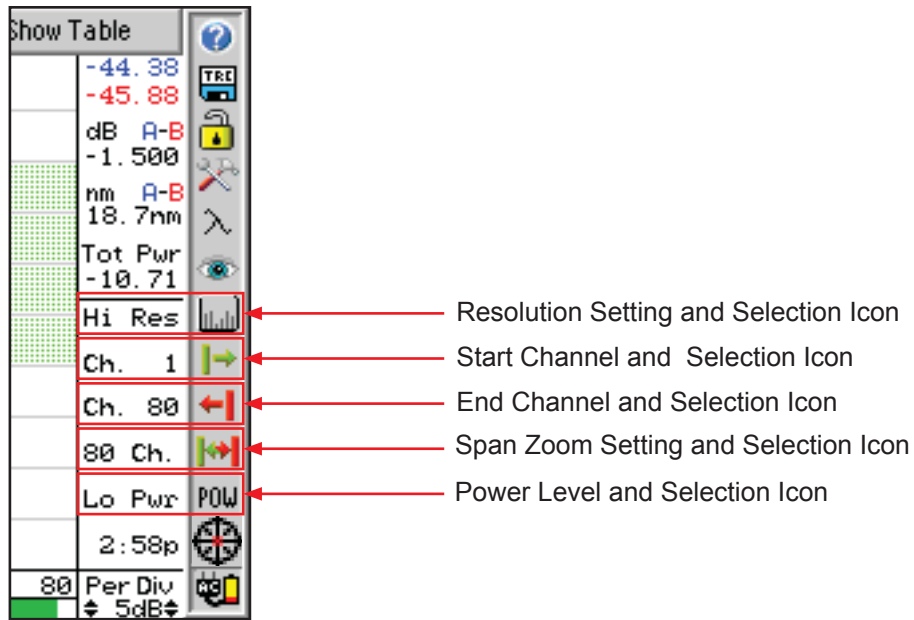 Show Table
-44.38
-45.88
dB A-B
-1.500
nm A-B
18.7nm
Tot Pwr
-10.71
Hi Res
Ch. 1
Ch. 80
80 Ch.
Lo Pwr
2:58p
80 Per Div
5dB
TRC
λ
POW
AC
Resolution Setting and Selection Icon
Start Channel and Selection Icon
End Channel and Selection Icon
Span Zoom Setting and Selection Icon
Power Level and Selection Icon